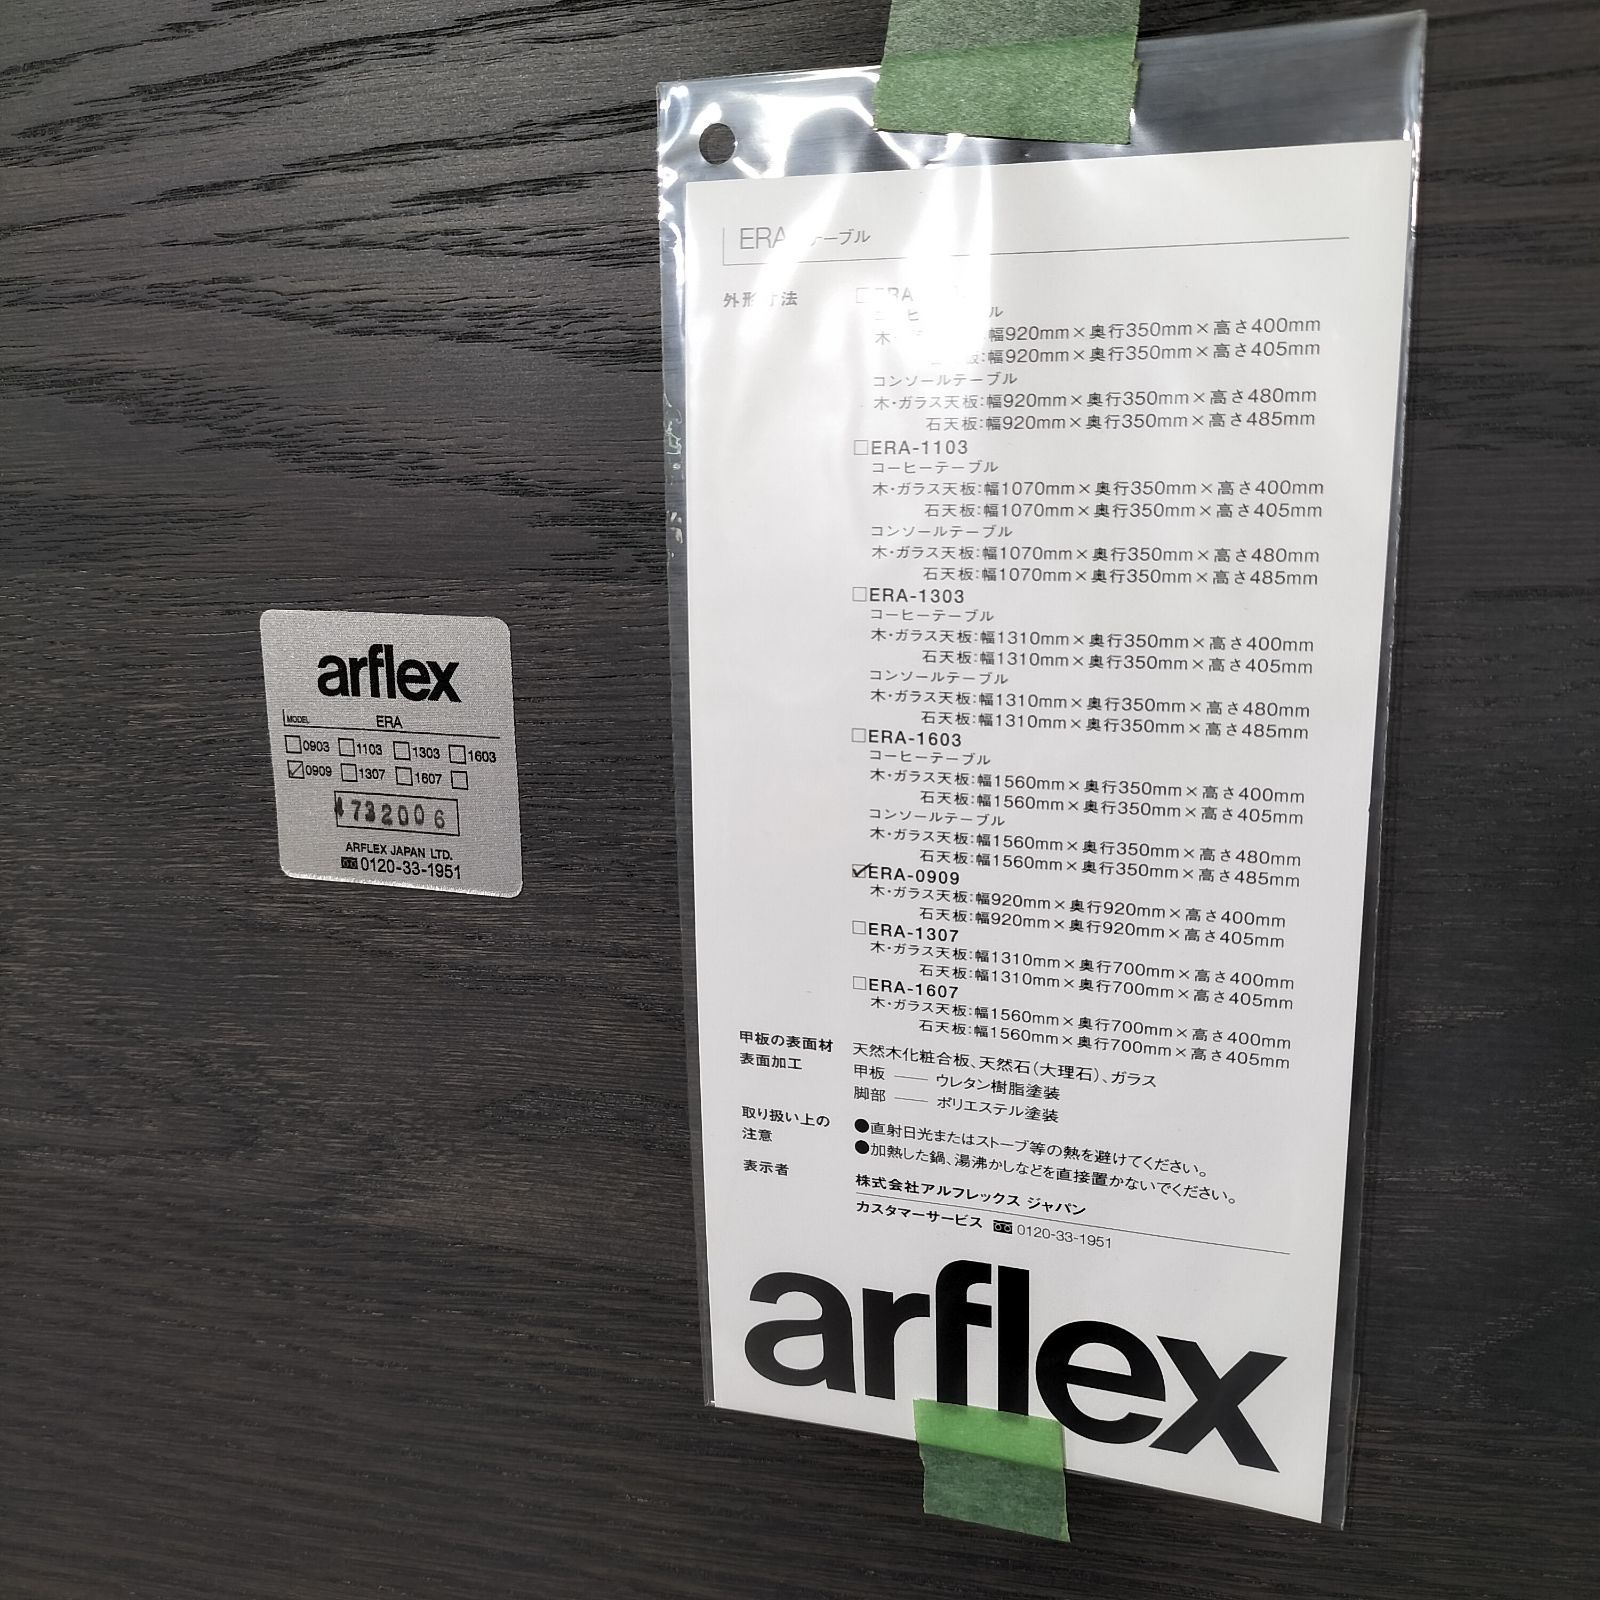 arflex
MODEL ERA
0903 1103 1303 1603
0909 1307 1607
4732006
ARFLEX JAPAN LTD.
0120-33-1951
ERA テーブル
外形寸法
ERA
コーヒーテーブル
幅920mm×奥行350mm×高さ400mm
板:幅920mm×奥行350mm×高さ405mm
コンソールテーブル
木・ガラス天板:幅920mm×奥行350mm×高さ480mm
石天板:幅920mm×奥行350mm×高さ485mm
□ERA-1103
コーヒーテーブル
木・ガラス天板:幅1070mm×奥行350mm×高さ400mm
石天板:幅1070mm×奥行350mm×高さ405mm
コンソールテーブル
木・ガラス天板:幅1070mm×奥行350mm×高さ480mm
石天板:幅1070mm×奥行350mm×高さ485mm
□ERA-1303
コーヒーテーブル
木・ガラス天板:幅1310mm×奥行350mm×高さ400mm
石天板:幅1310mm×奥行350mm×高さ405mm
コンソールテーブル
木・ガラス天板:幅1310mm×奥行350mm×高さ480mm
石天板:幅1310mm×奥行350mm×高さ485mm
□ERA-1603
コーヒーテーブル
木・ガラス天板:幅1560mm×奥行350mm×高さ400mm
石天板:幅1560mm×奥行350mm×高さ405mm
コンソールテーブル
木・ガラス天板:幅1560mm×奥行350mm×高さ480mm
石天板:幅1560mm×奥行350mm×高さ485mm
☑ERA-0909
木・ガラス天板:幅920mm×奥行920mm×高さ400mm
石天板:幅920mm×奥行920mm×高さ405mm
□ERA-1307
木・ガラス天板:幅1310mm×奥行700mm×高さ400mm
石天板:幅1310mm×奥行700mm×高さ405mm
□ERA-1607
木・ガラス天板:幅1560mm×奥行700mm×高さ400mm
石天板:幅1560mm×奥行700mm×高さ405mm
甲板の表面材 天然木化粧合板、天然石(大理石)、ガラス
表面加工 甲板 —— ウレタン樹脂塗装
脚部 —— ポリエステル塗装
取り扱い上の ●直射日光またはストーブ等の熱を避けてください。
注意 ●加熱した鍋、湯沸かしなどを直接置かないでください。
表示者 株式会社アルフレックス ジャパン
カスタマーサービス 0120-33-1951
arflex